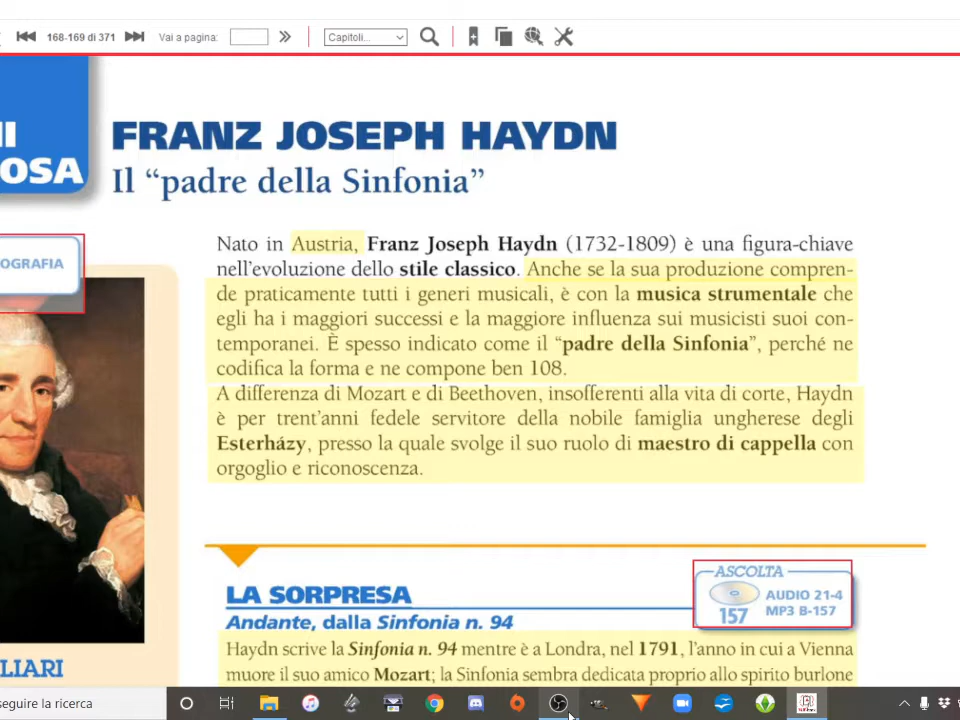 168-169 di 371
Vai a pagina:
Capitoli...
OSA
FRANZ JOSEPH HAYDN
Il “padre della Sinfonia”
OGRAFIA
Nato in Austria, Franz Joseph Haydn (1732-1809) è una figura-chiave
nell’evoluzione dello stile classico. Anche se la sua produzione compren-
de praticamente tutti i generi musicali, è con la musica strumentale che
egli ha i maggiori successi e la maggiore influenza sui musicisti suoi con-
temporanei. È spesso indicato come il “padre della Sinfonia”, perché ne
codifica la forma e ne compone ben 108.
A differenza di Mozart e di Beethoven, insofferenti alla vita di corte, Haydn
è per trent’anni fedele servitore della nobile famiglia ungherese degli
Esterházy, presso la quale svolge il suo ruolo di maestro di cappella con
orgoglio e riconoscenza.
ASCOLTA
AUDIO 21-4
MP3 B-157
157
LA SORPRESA
Andante, dalla Sinfonia n. 94
Haydn scrive la Sinfonia n. 94 mentre è a Londra, nel 1791, l’anno in cui a Vienna
muore il suo amico Mozart; la Sinfonia sembra dedicata proprio allo spirito burlone
LIARI
seguire la ricerca